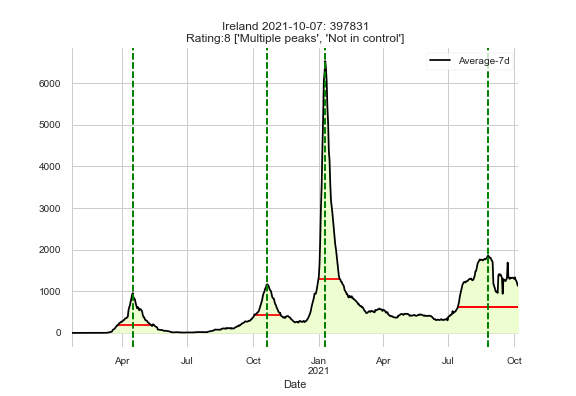 Ireland 2021-10-07: 397831
Rating:8 ['Multiple peaks', 'Not in control']
Average-7d
6000
5000
4000
3000
2000
1000
0
Apr Jul Oct Jan Apr Jul Oct
2021
Date